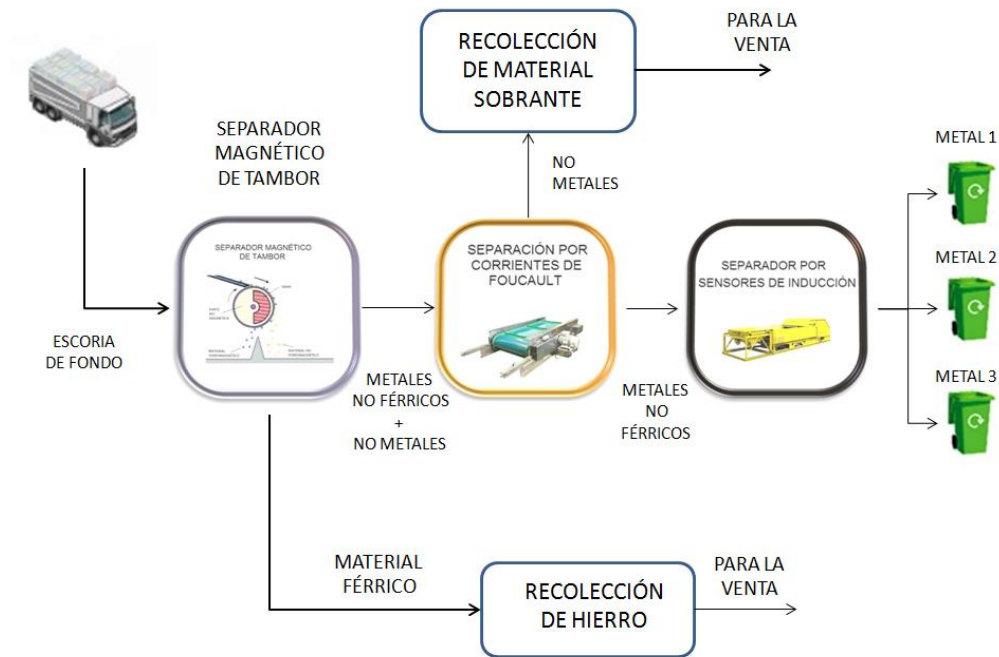 PARA LA
VENTA
RECOLECCIÓN
DE MATERIAL
SOBRANTE
SEPARADOR
MAGNÉTICO
DE TAMBOR
NO
METALES
METAL 1
SEPARADOR MAGNÉTICO
DE TAMBOR
SEPARACIÓN POR
CORRIENTES DE
FOUCAULT
SEPARADOR POR
SENSORES DE INDUCCIÓN
METAL 2
ESCORIA
DE FONDO
METALES
NO FÉRRICOS
+
NO METALES
METALES
NO
FÉRRICOS
METAL 3
MATERIAL
FÉRRICO
RECOLECCIÓN
DE HIERRO
PARA LA
VENTA